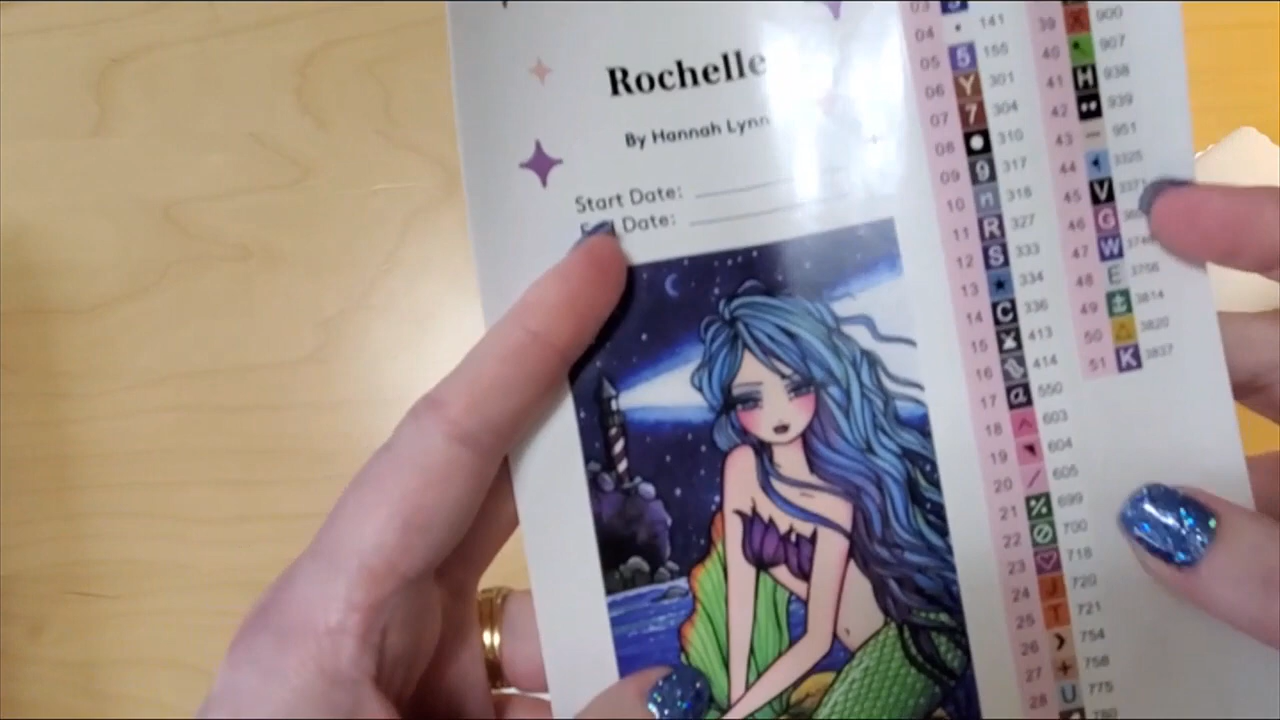 Rochelle
By Hannah Lynn
Start Date:
Date:
03
04 141
05 5 155
06 Y 301
07 7 304
08 310
09 9 317
10 n 318
11 R 327
12 S 333
13 334
14 C 336
15 413
16 414
17 a 550
18 603
19 604
20 / 605
21 % 699
22 700
23 718
24 J 720
25 T 721
26 754
27 + 758
28 U 775
780
39 X 900
40 907
41 H 938
42 939
43 951
44 3325
45 V
46 G
47 W
48 E 3756
49 3814
50 3820
51 K 3837